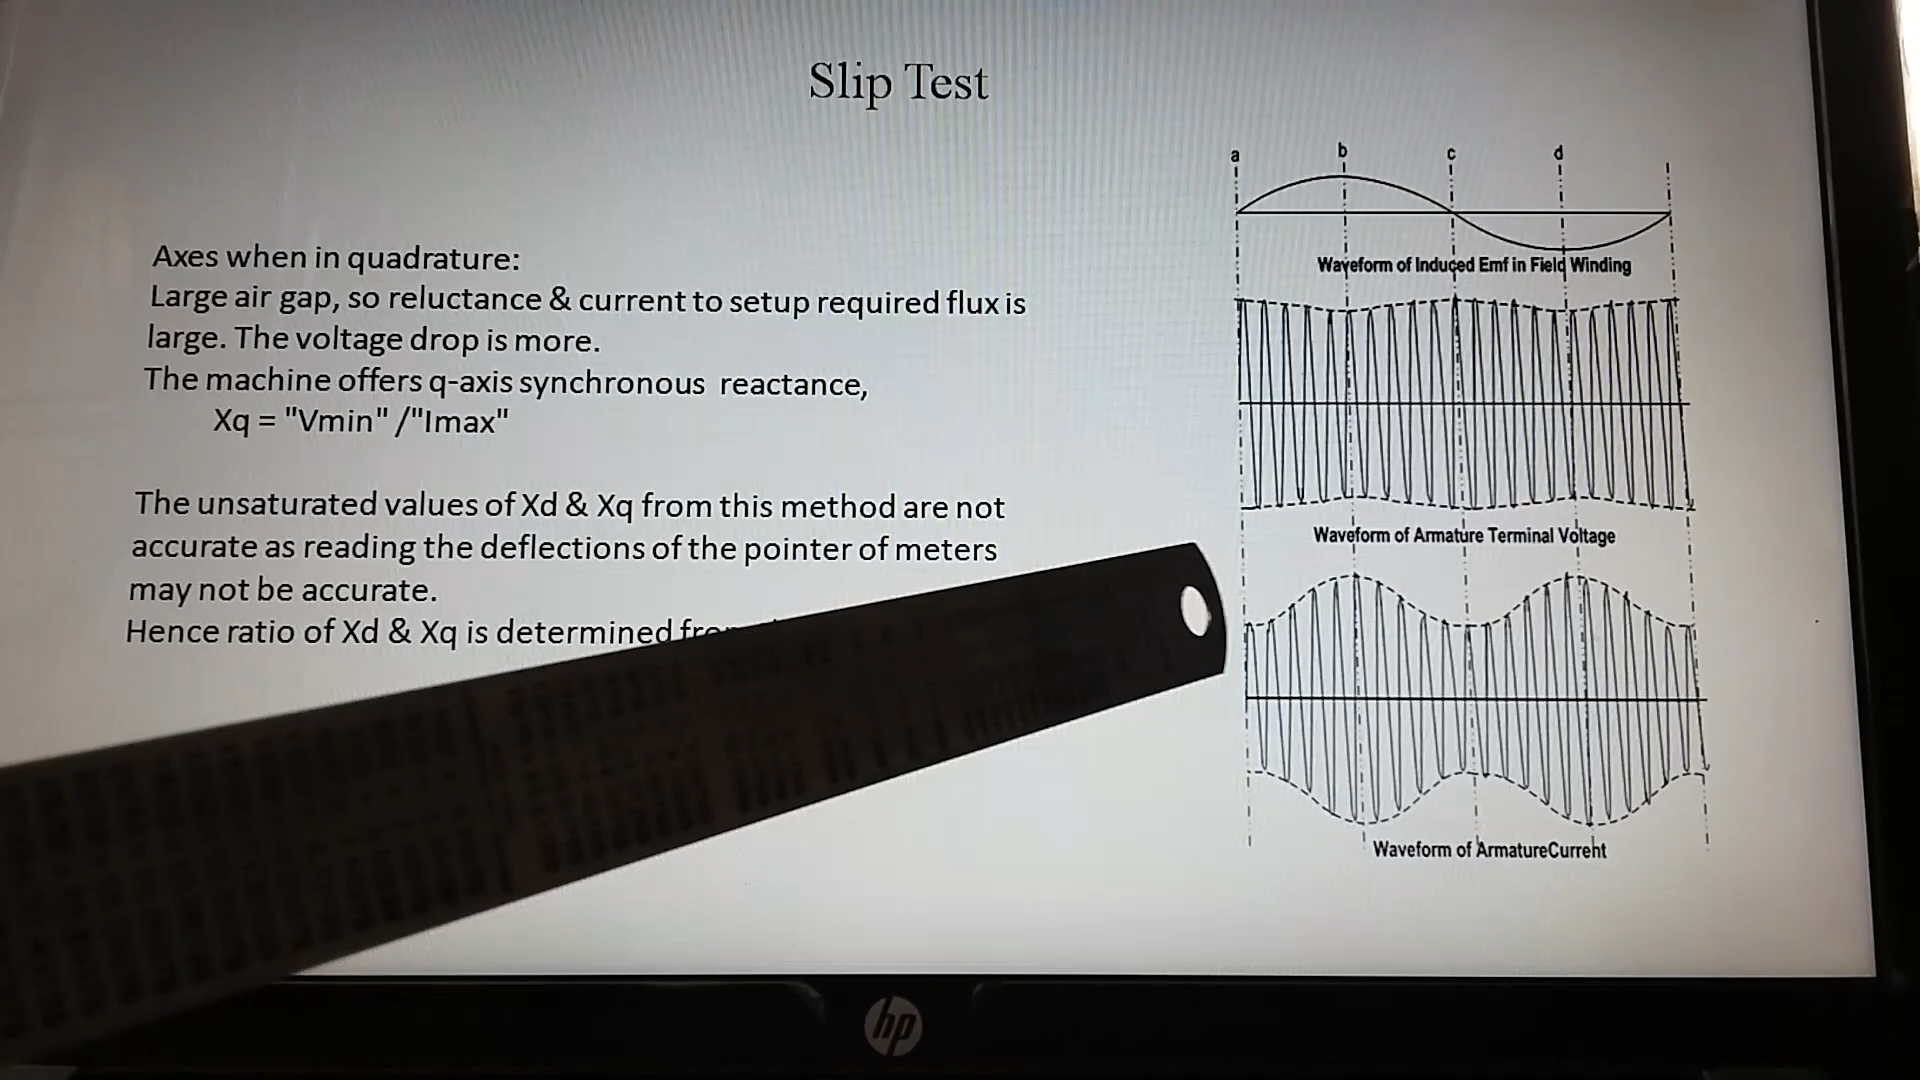 Slip Test
Axes when in quadrature:
Large air gap, so reluctance & current to setup required flux is
large. The voltage drop is more.
The machine offers q-axis synchronous reactance,
Xq = "Vmin" /"Imax"
The unsaturated values of Xd & Xq from this method are not
accurate as reading the deflections of the pointer of meters
may not be accurate.
Hence ratio of Xd & Xq is determined
a b c d
Waveform of Induced Emf in Field Winding
Waveform of Armature Terminal Voltage
Waveform of ArmatureCurrent
hp